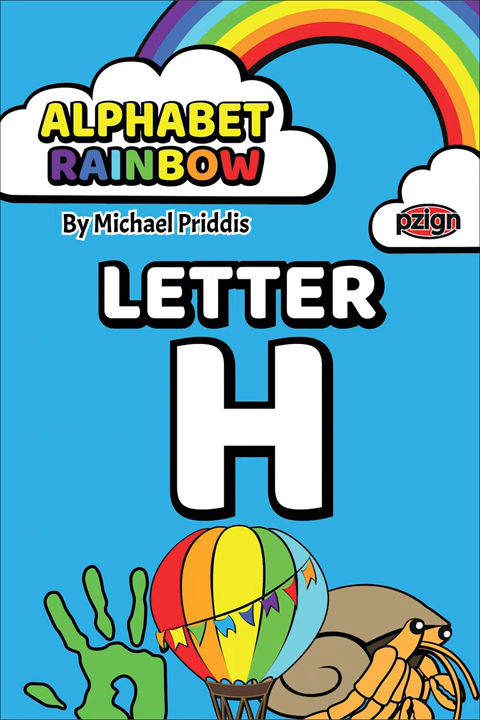 ALPHABET
RAINBOW
By Michael Priddis
pzign
LETTER
H